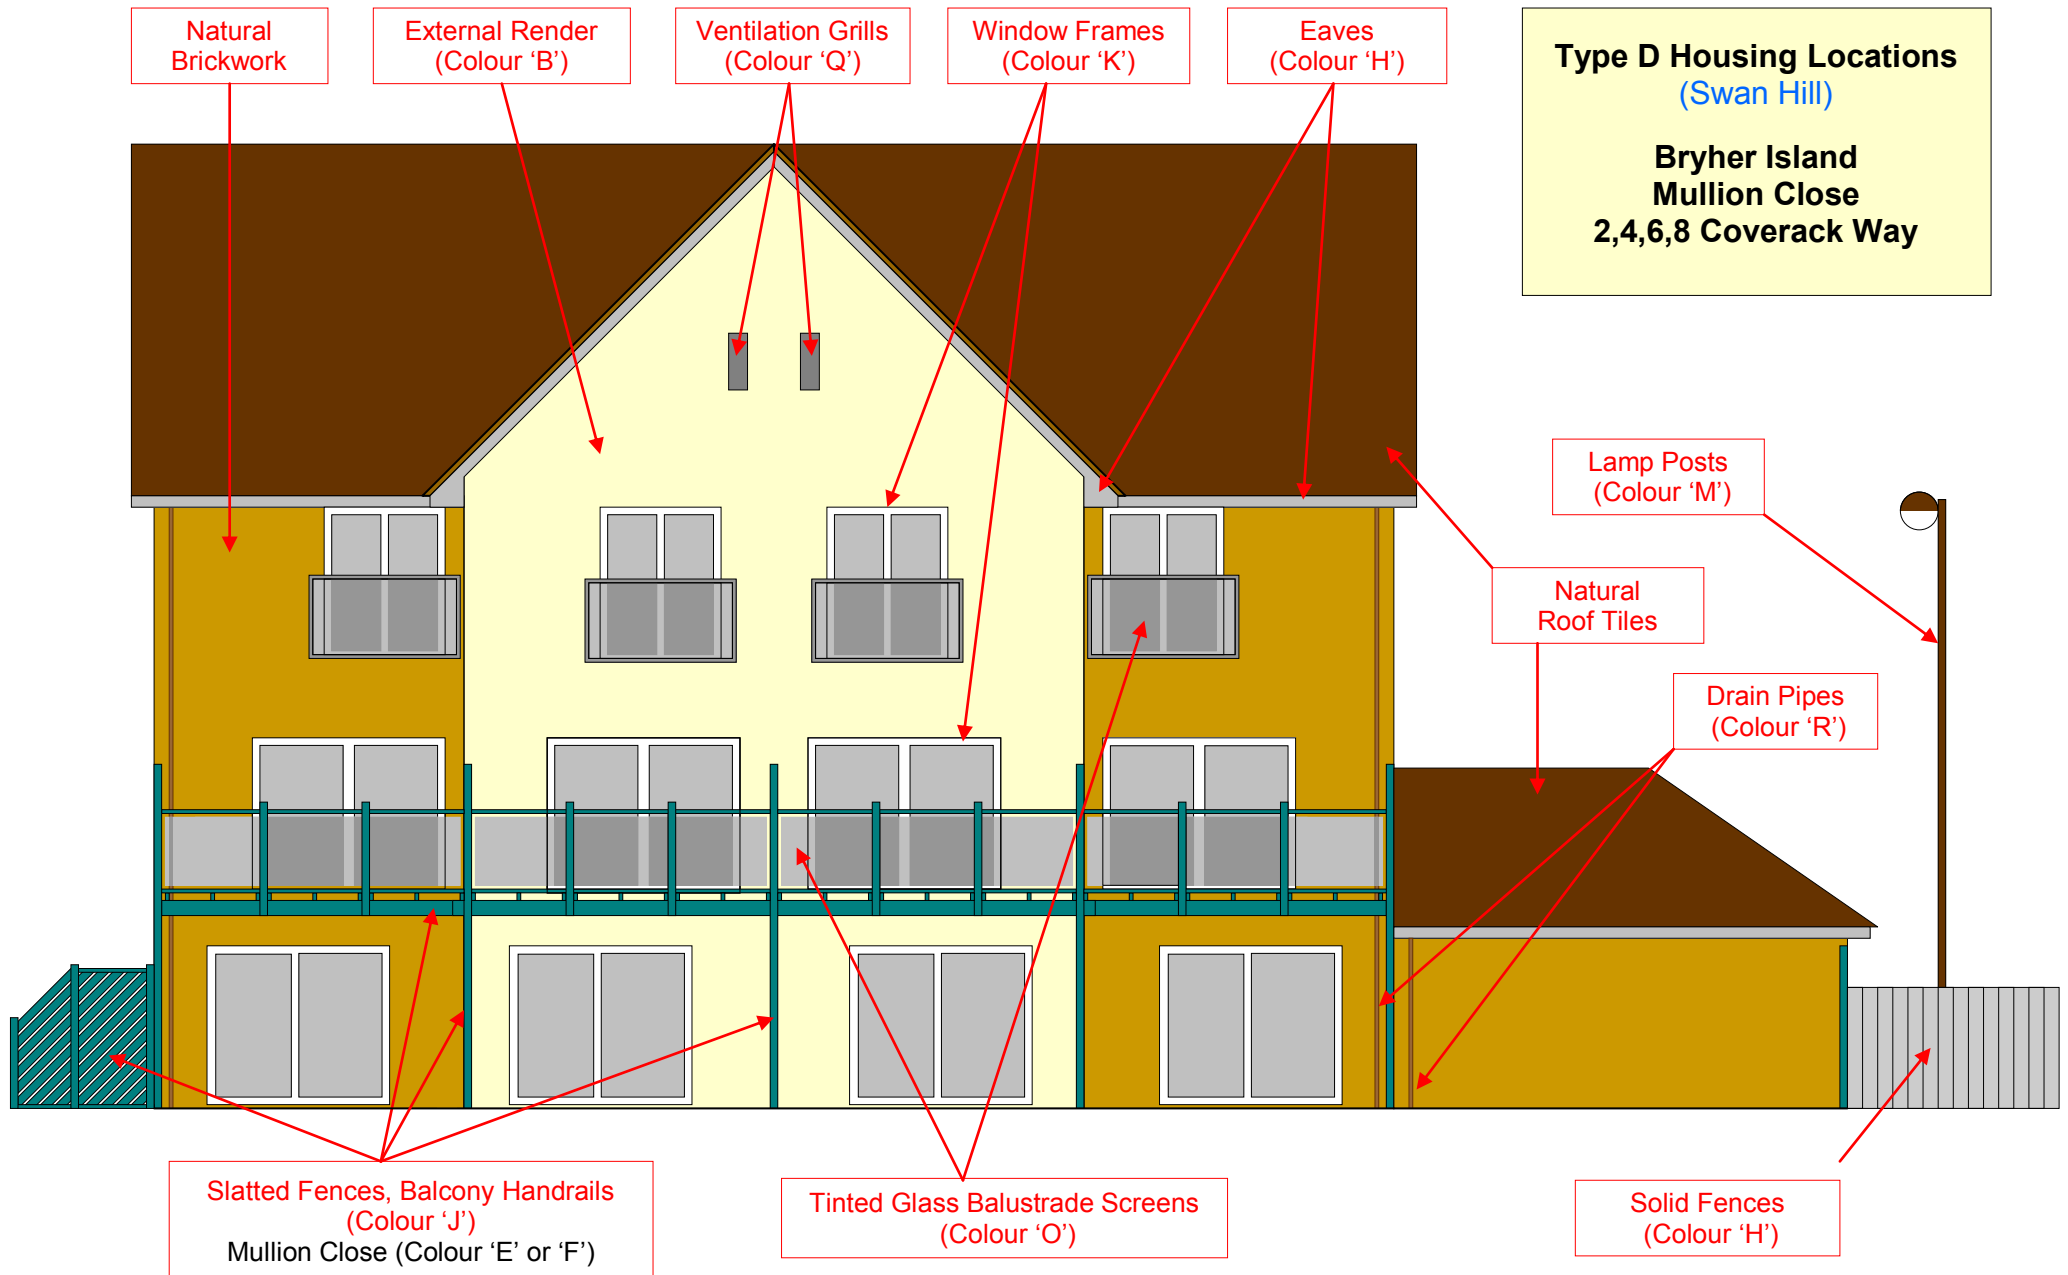 Natural
Brickwork
External Render
(Colour ‘B’)
Ventilation Grills
(Colour ‘Q’)
Window Frames
(Colour ‘K’)
Eaves
(Colour ‘H’)
Type D Housing Locations
(Swan Hill)
Bryher Island
Mullion Close
2,4,6,8 Coverack Way
Lamp Posts
(Colour ‘M’)
Natural
Roof Tiles
Drain Pipes
(Colour ‘R’)
Slatted Fences, Balcony Handrails
(Colour ‘J’)
Mullion Close (Colour ‘E’ or ‘F’)
Tinted Glass Balustrade Screens
(Colour ‘O’)
Solid Fences
(Colour ‘H’)